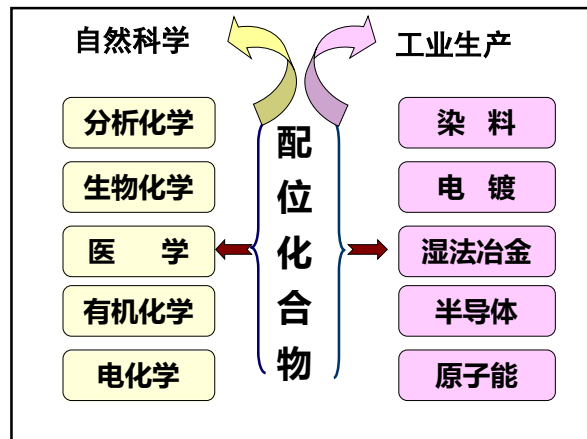 自然科学
工业生产
分析化学
生物化学
医 学
有机化学
电化学
配位化合物
染 料
电 镀
湿法冶金
半导体
原子能